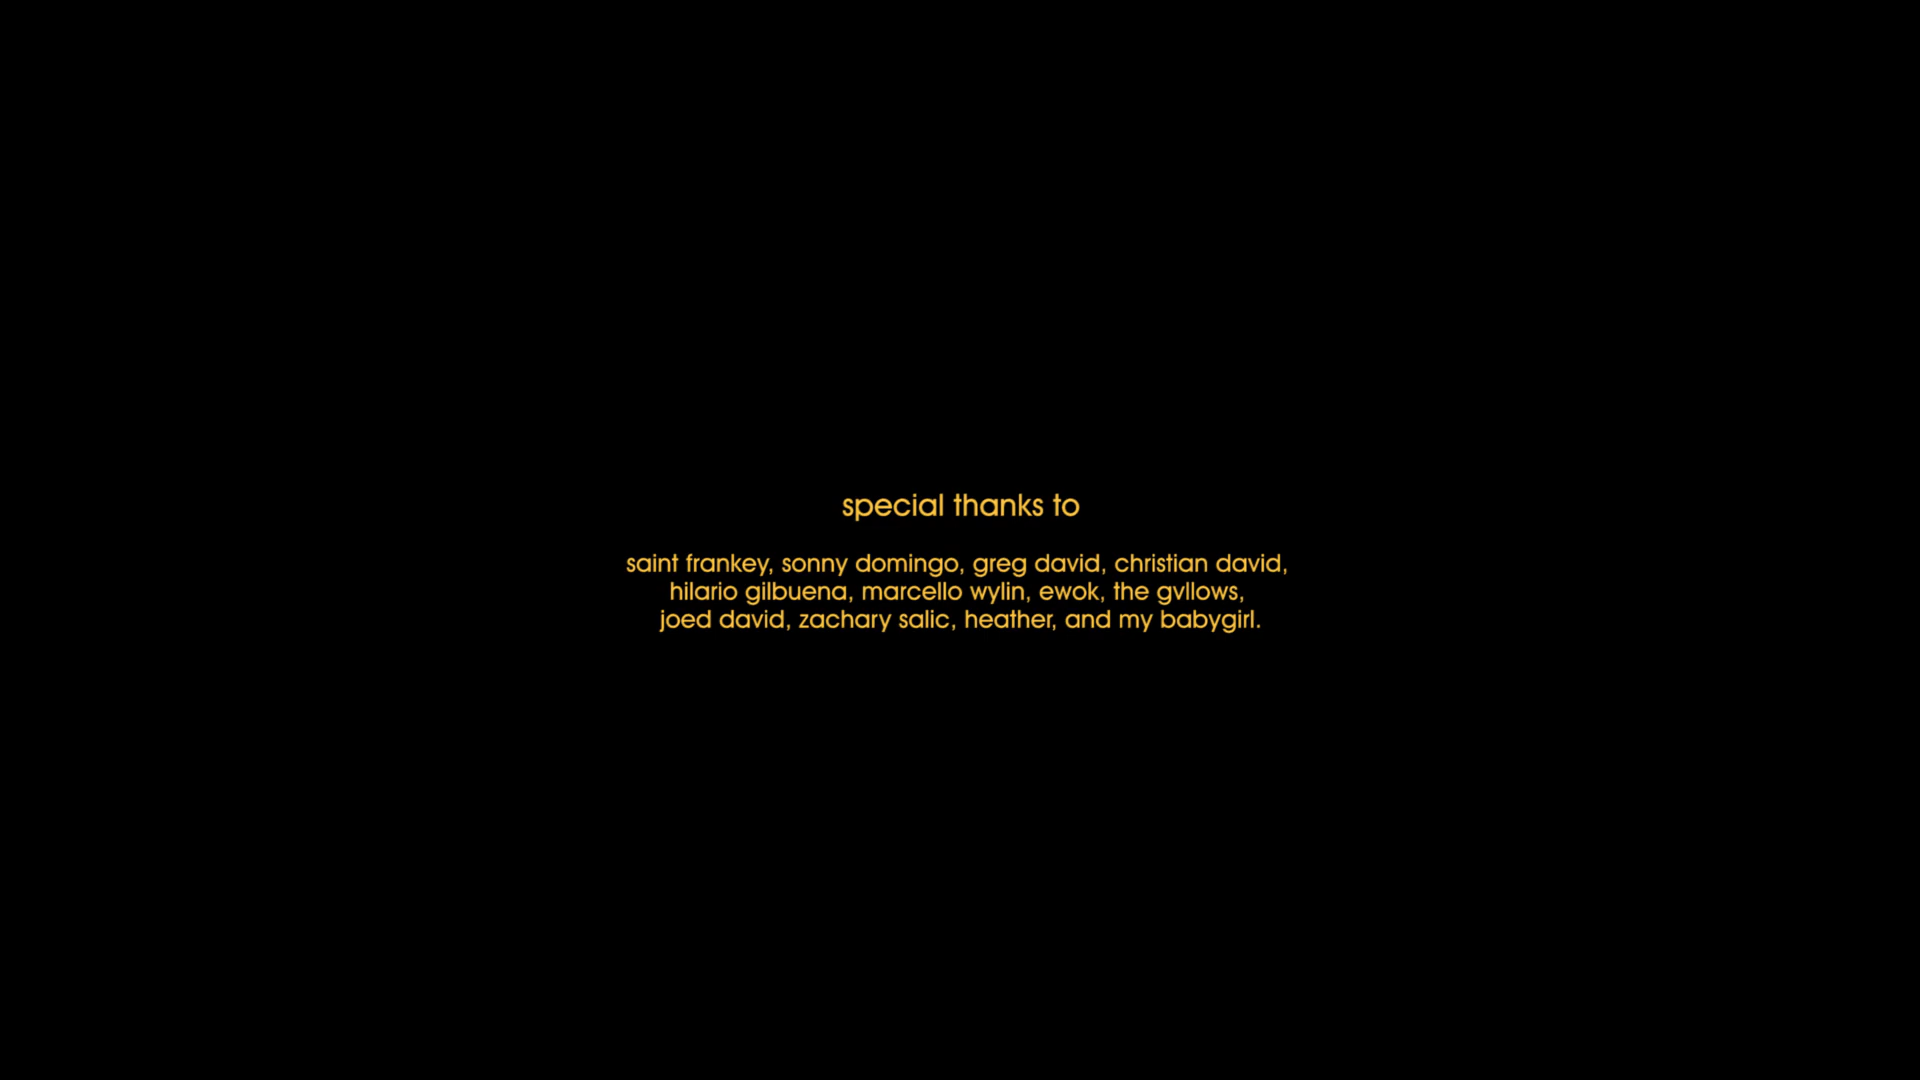 special thanks to
saint frankey, sonny domingo, greg david, christian david,
hilario gilbuena, marcello wylin, ewok, the gvllows,
joed david, zachary salic, heather, and my babygirl.